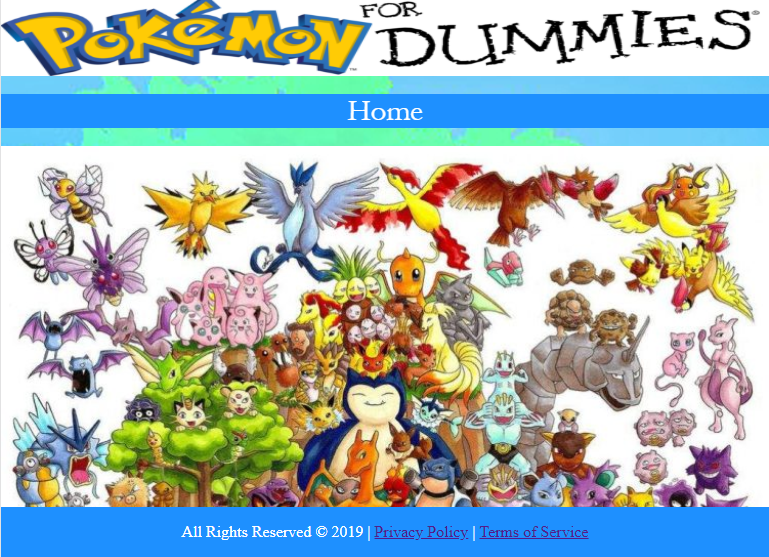 POKéMON
FOR
DUMMIES®
Home
All Rights Reserved © 2019 | Privacy Policy | Terms of Service